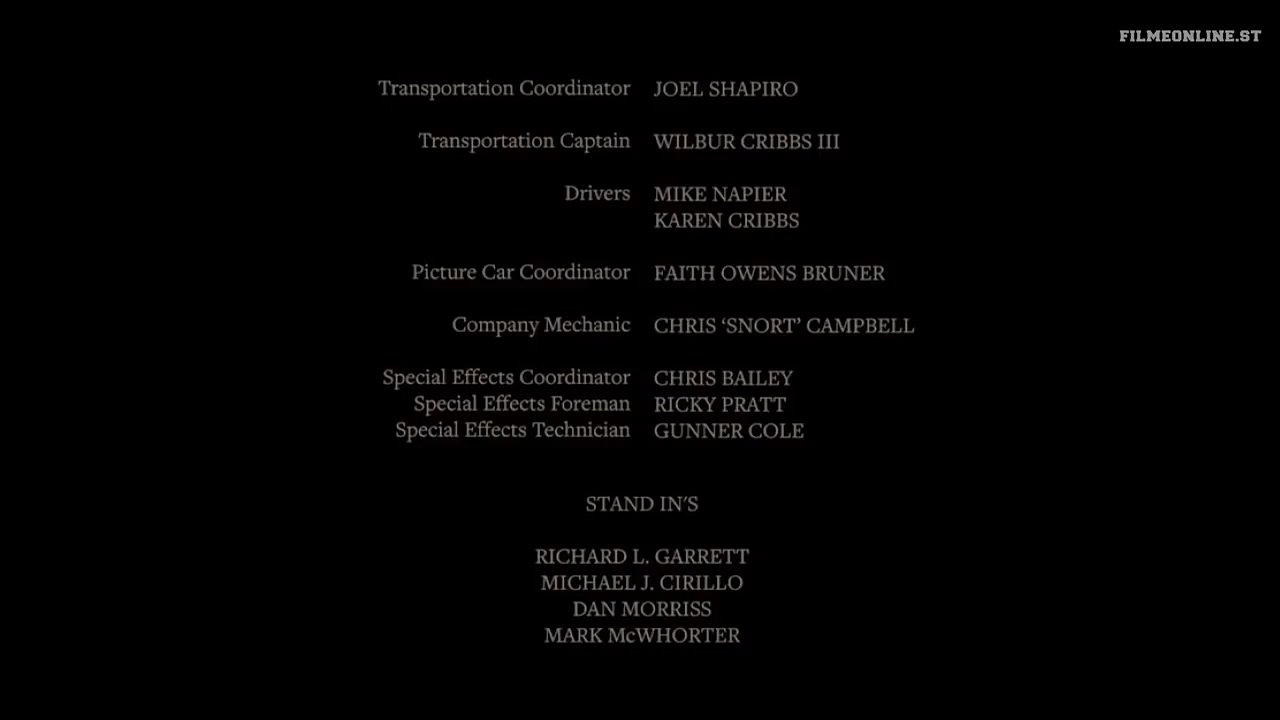 FILMEONLINE.ST
Transportation Coordinator JOEL SHAPIRO
Transportation Captain WILBUR CRIBBS III
Drivers MIKE NAPIER
KAREN CRIBBS
Picture Car Coordinator FAITH OWENS BRUNER
Company Mechanic CHRIS ‘SNORT’ CAMPBELL
Special Effects Coordinator CHRIS BAILEY
Special Effects Foreman RICKY PRATT
Special Effects Technician GUNNER COLE
STAND IN'S
RICHARD L. GARRETT
MICHAEL J. CIRILLO
DAN MORRISS
MARK McWHORTER